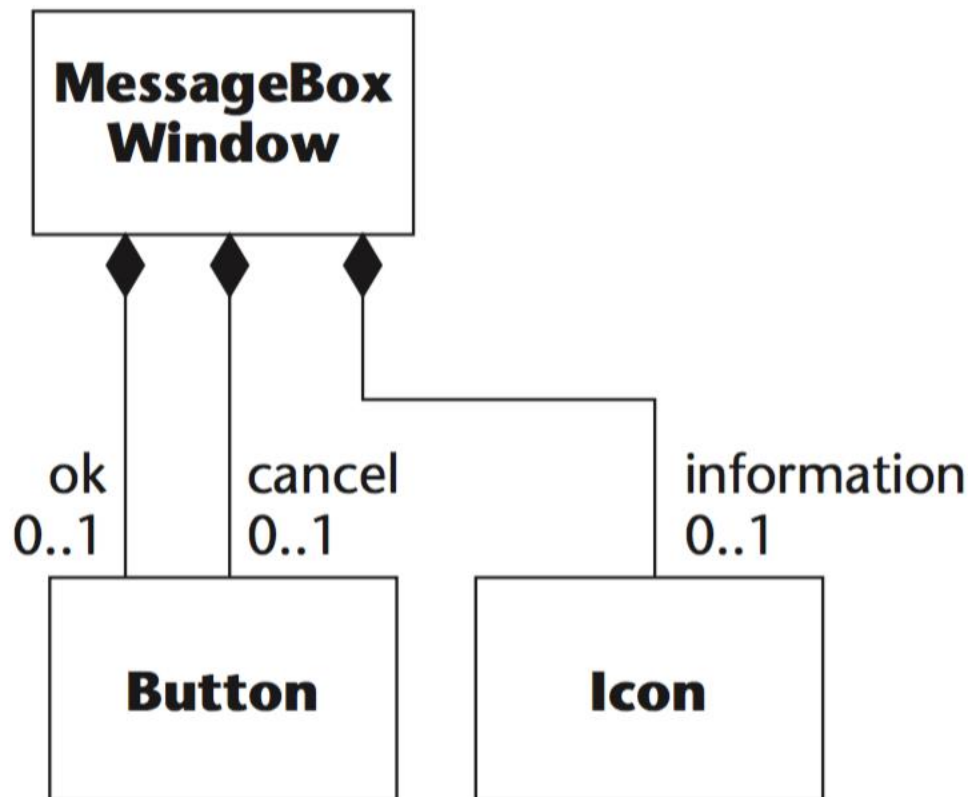 MessageBox
Window
ok
0..1
cancel
0..1
information
0..1
Button
Icon